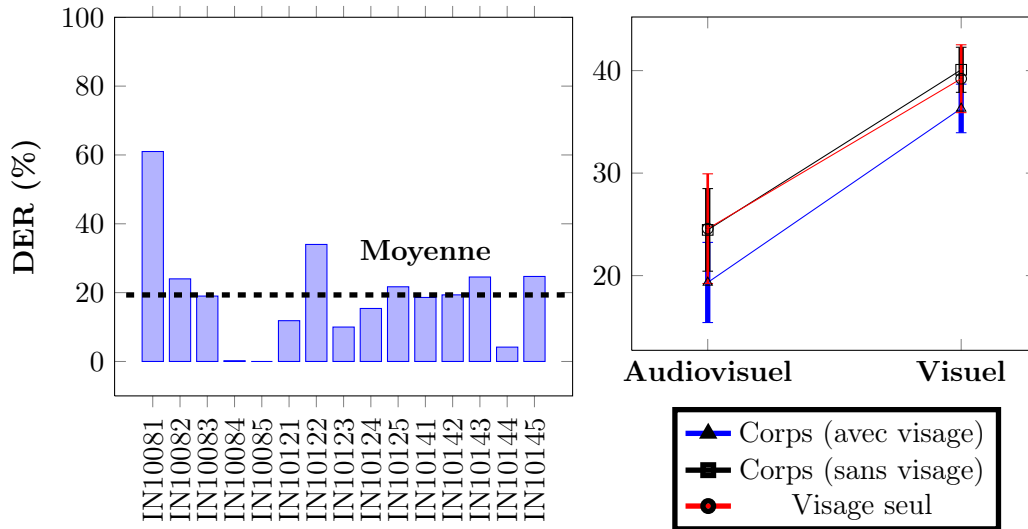 DER (%)
100
80
60
40
20
0
Moyenne
IN10081
IN10082
IN10083
IN10084
IN10085
IN10121
IN10122
IN10123
IN10124
IN10125
IN10141
IN10142
IN10143
IN10144
IN10145
40
30
20
Audiovisuel
Visuel
Corps (avec visage)
Corps (sans visage)
Visage seul